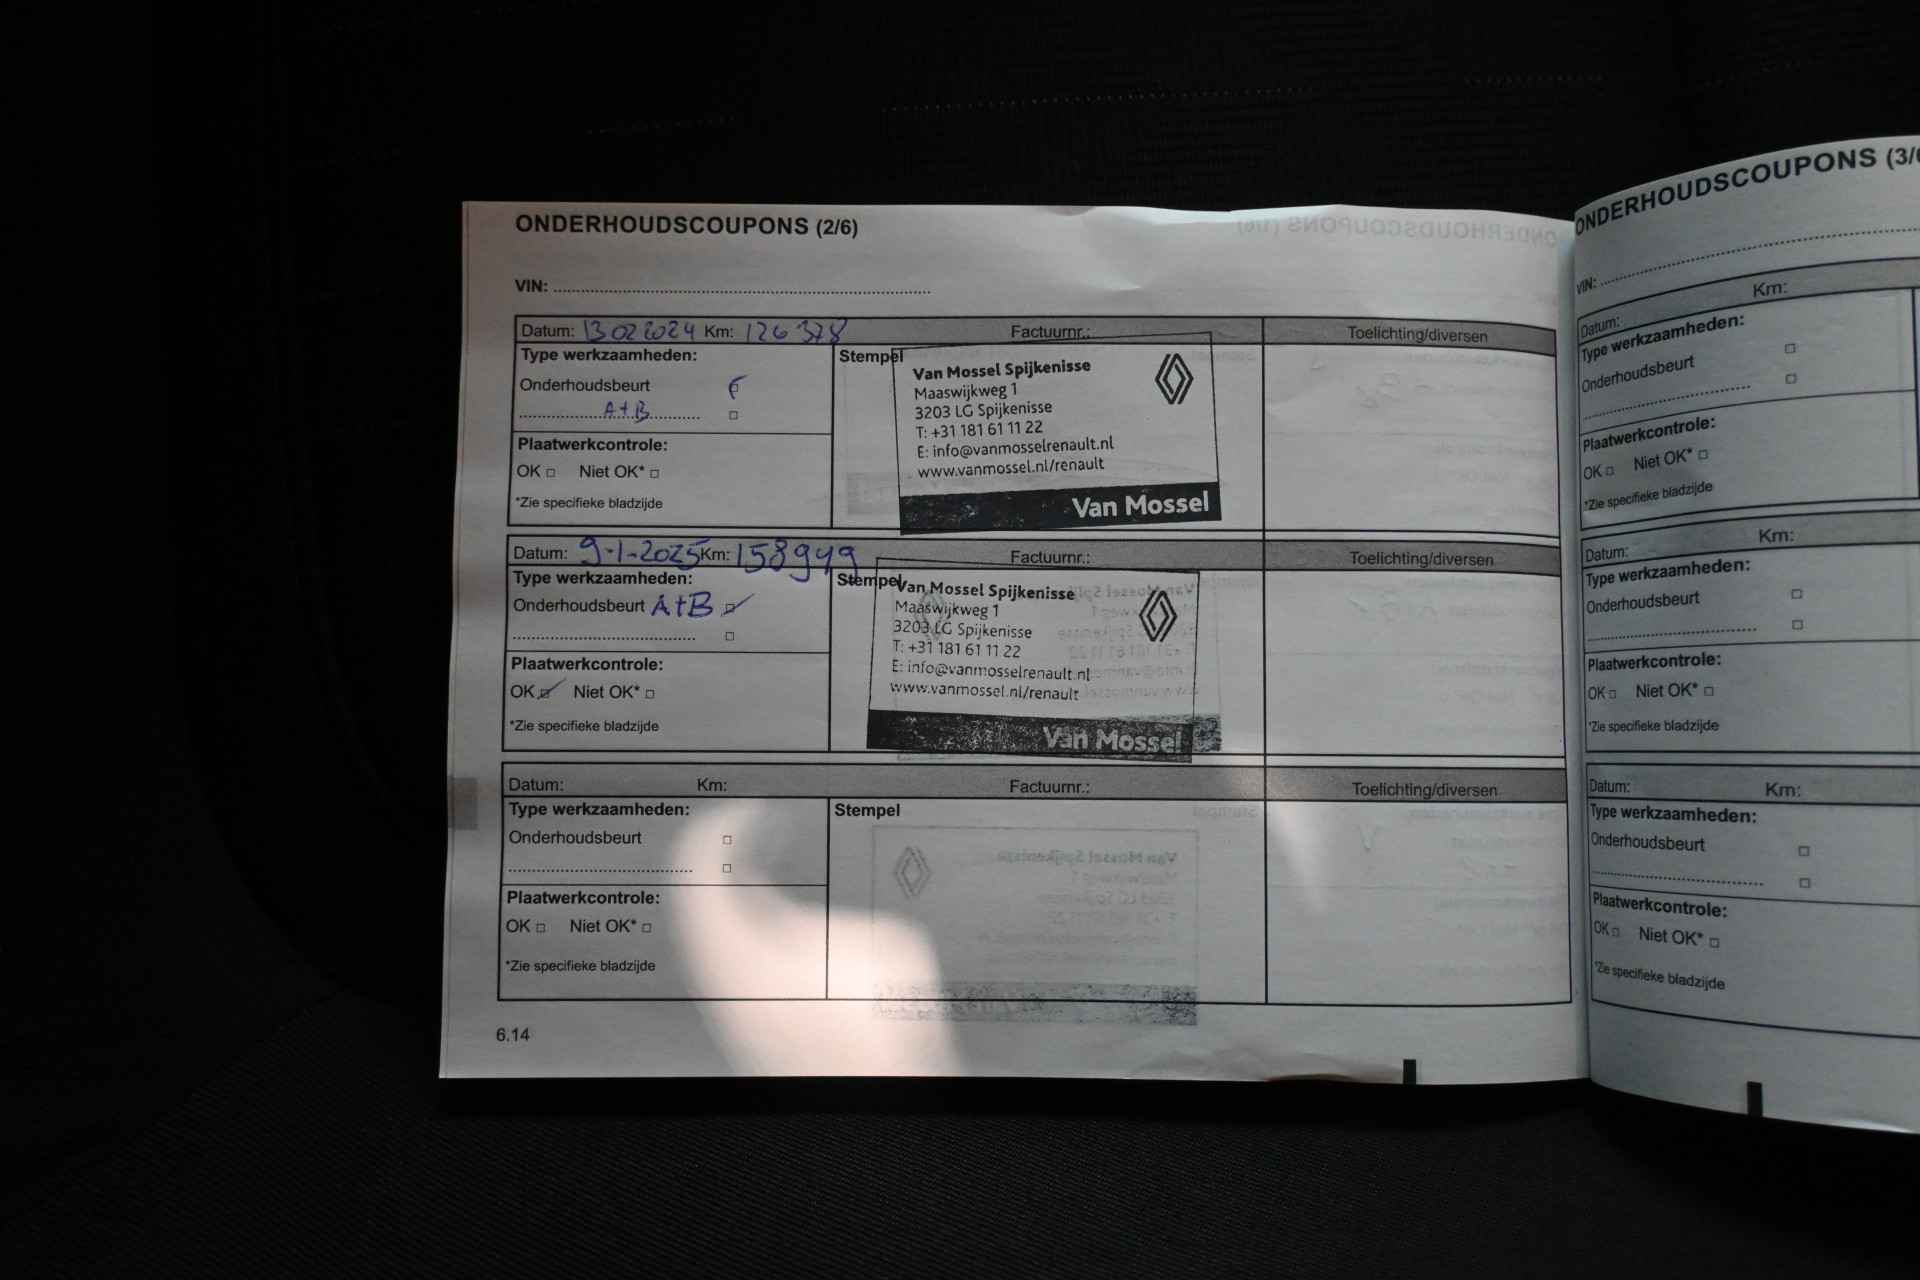 ONDERHOUDSCOUPONS (2/6)
VIN:
Datum: 13 02 2024 Km: 126 378 Factuurnr.: Toelichting/diversen
Type werkzaamheden:
Onderhoudsbeurt
A+B
Plaatwerkcontrole:
OK Niet OK*
*Zie specifieke bladzijde
Stempel
Van Mossel Spijkenisse
Maaswijkweg 1
3203 LG Spijkenisse
T: +31 181 61 11 22
E: info@vanmosselrenault.nl
www.vanmossel.nl/renault
Van Mossel
Datum: 9-1-2025 Km: 158949 Factuurnr.: Toelichting/diversen
Type werkzaamheden:
Onderhoudsbeurt A+B
Plaatwerkcontrole:
OK Niet OK*
*Zie specifieke bladzijde
Stempel
Van Mossel Spijkenisse
Maaswijkweg 1
3203 LG Spijkenisse
T: +31 181 61 11 22
E: info@vanmosselrenault.nl
www.vanmossel.nl/renault
Van Mossel
Datum: Km: Factuurnr.: Toelichting/diversen
Type werkzaamheden:
Onderhoudsbeurt
Plaatwerkcontrole:
OK Niet OK*
*Zie specifieke bladzijde
Stempel
6.14
ONDERHOUDSCOUPONS (3/6
VIN:
Datum: Km:
Type werkzaamheden:
Onderhoudsbeurt
Plaatwerkcontrole:
OK Niet OK*
*Zie specifieke bladzijde
Datum: Km:
Type werkzaamheden:
Onderhoudsbeurt
Plaatwerkcontrole:
OK Niet OK*
*Zie specifieke bladzijde
Datum: Km:
Type werkzaamheden:
Onderhoudsbeurt
Plaatwerkcontrole:
OK Niet OK*
*Zie specifieke bladzijde